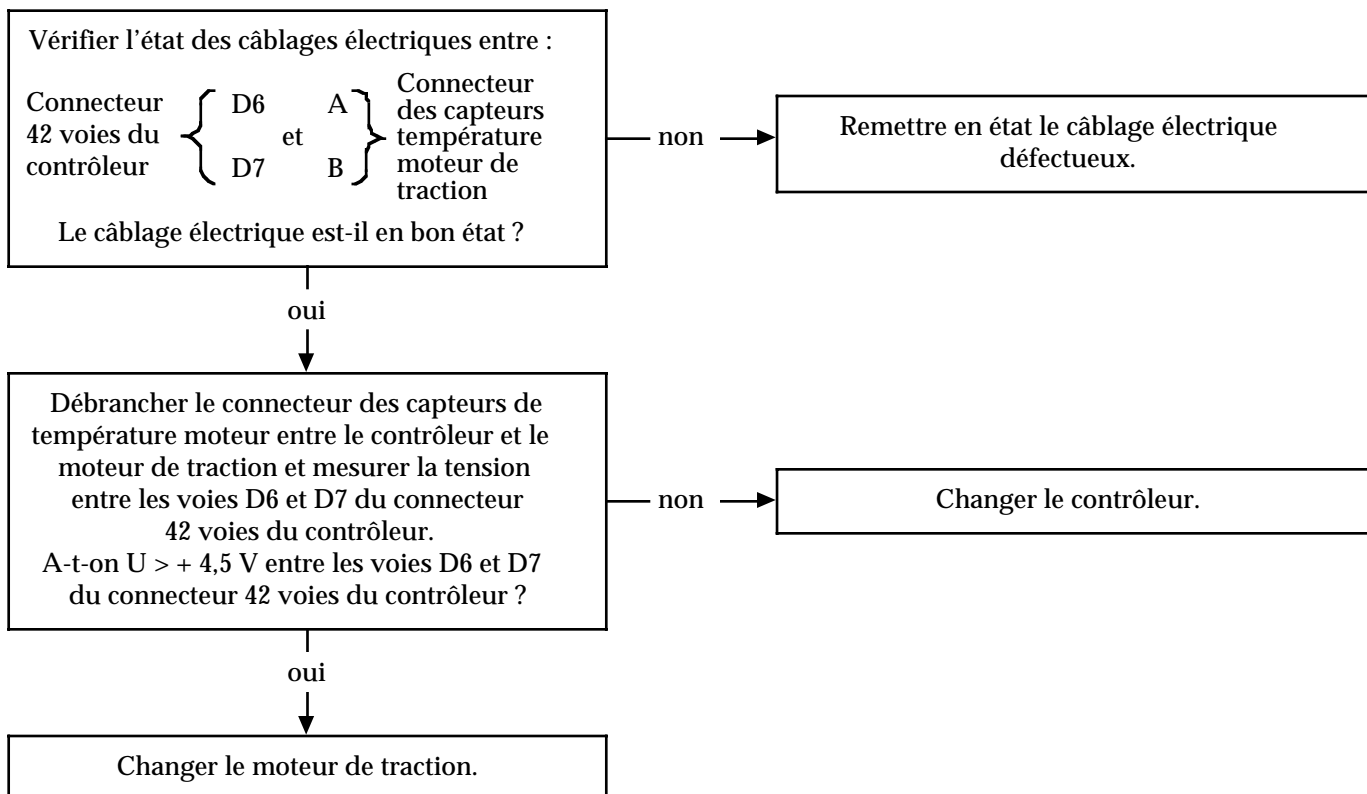 Vérifier l’état des câblages électriques entre :
Connecteur
42 voies du
contrôleur
D6
et
D7
A
B
Connecteur
des capteurs
température
moteur de
traction
Le câblage électrique est-il en bon état ?
non
Remettre en état le câblage électrique
défectueux.
oui
Débrancher le connecteur des capteurs de
température moteur entre le contrôleur et le
moteur de traction et mesurer la tension
entre les voies D6 et D7 du connecteur
42 voies du contrôleur.
A-t-on U > + 4,5 V entre les voies D6 et D7
du connecteur 42 voies du contrôleur ?
non
Changer le contrôleur.
oui
Changer le moteur de traction.